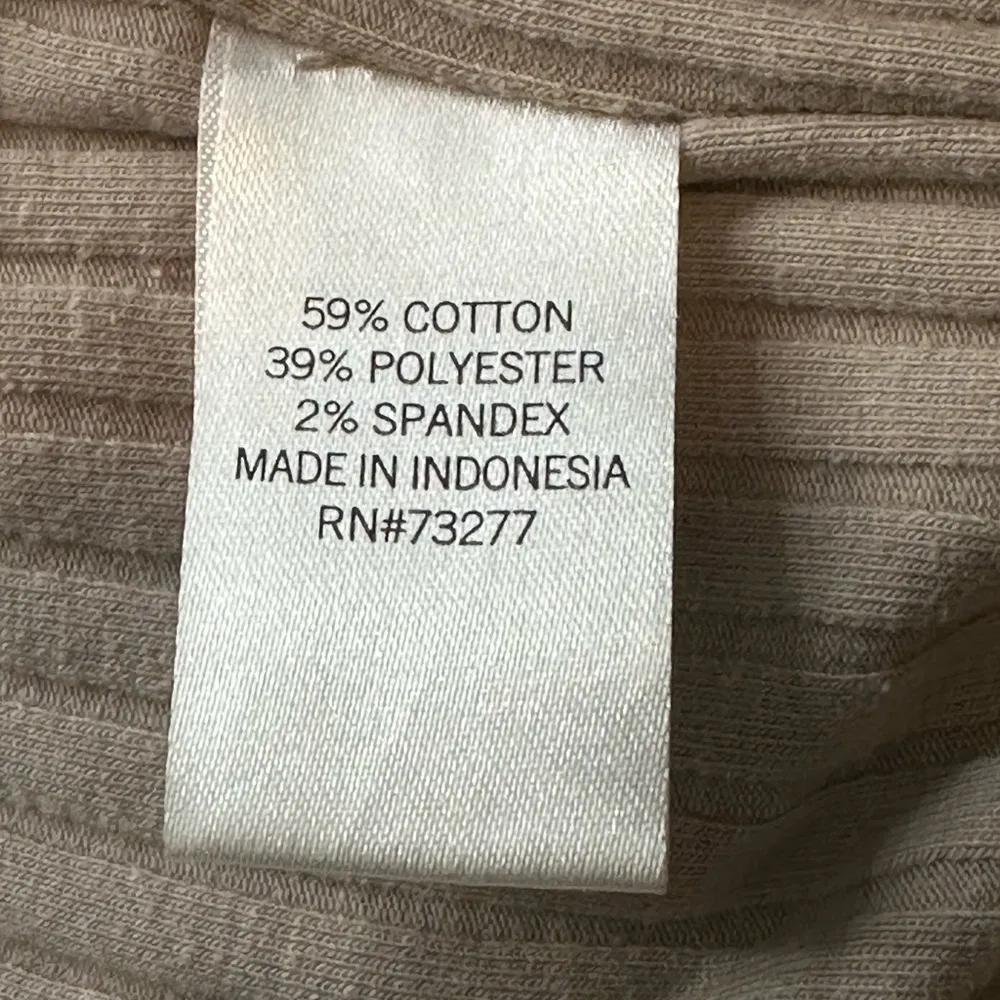 59% COTTON
39% POLYESTER
2% SPANDEX
MADE IN INDONESIA
RN#73277